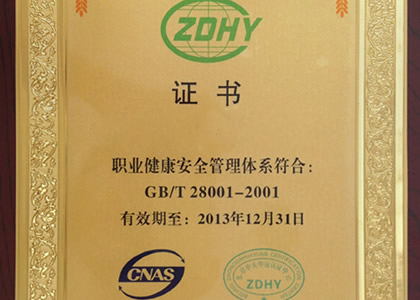 ZDHY
证书
职业健康安全管理体系符合:
GB/T 28001-2001
有效期至: 2013年12月31日
CNAS
ZDHY